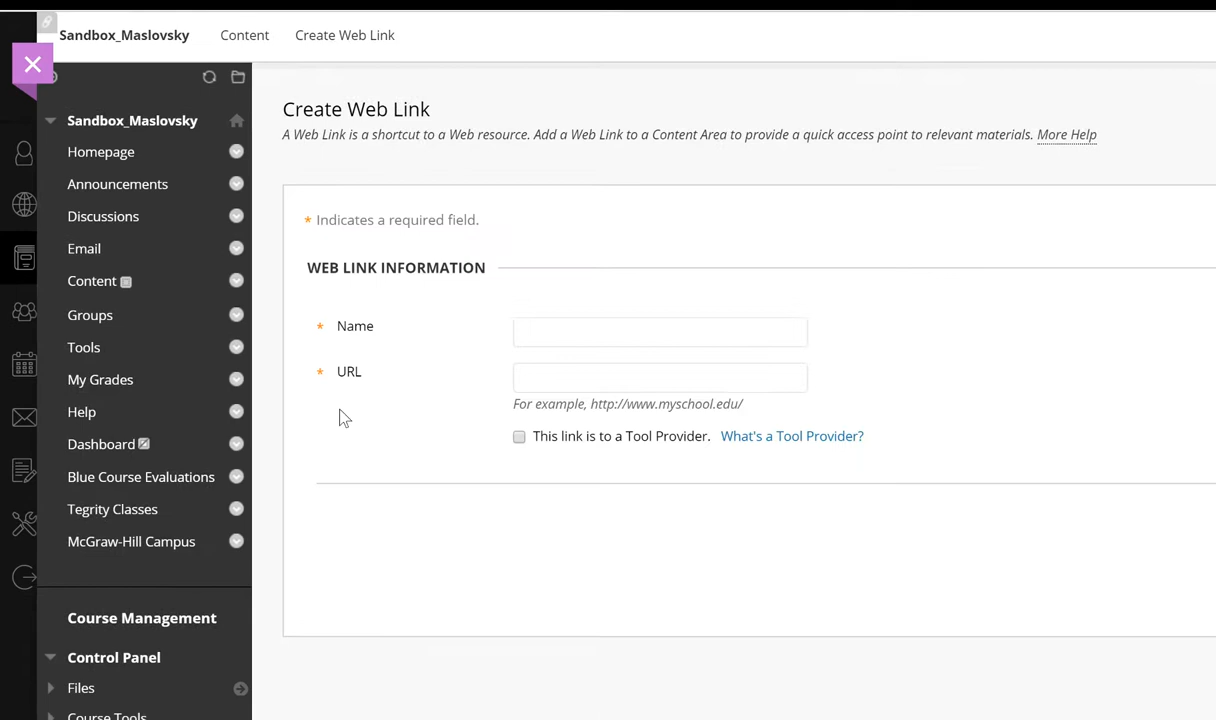 Sandbox_Maslovsky Content Create Web Link
Sandbox_Maslovsky
Homepage
Announcements
Discussions
Email
Content
Groups
Tools
My Grades
Help
Dashboard
Blue Course Evaluations
Tegrity Classes
McGraw-Hill Campus
Course Management
Control Panel
Files
Course Tools
Create Web Link
A Web Link is a shortcut to a Web resource. Add a Web Link to a Content Area to provide a quick access point to relevant materials. More Help
* Indicates a required field.
WEB LINK INFORMATION
* Name
* URL
For example, http://www.myschool.edu/
This link is to a Tool Provider. What's a Tool Provider?